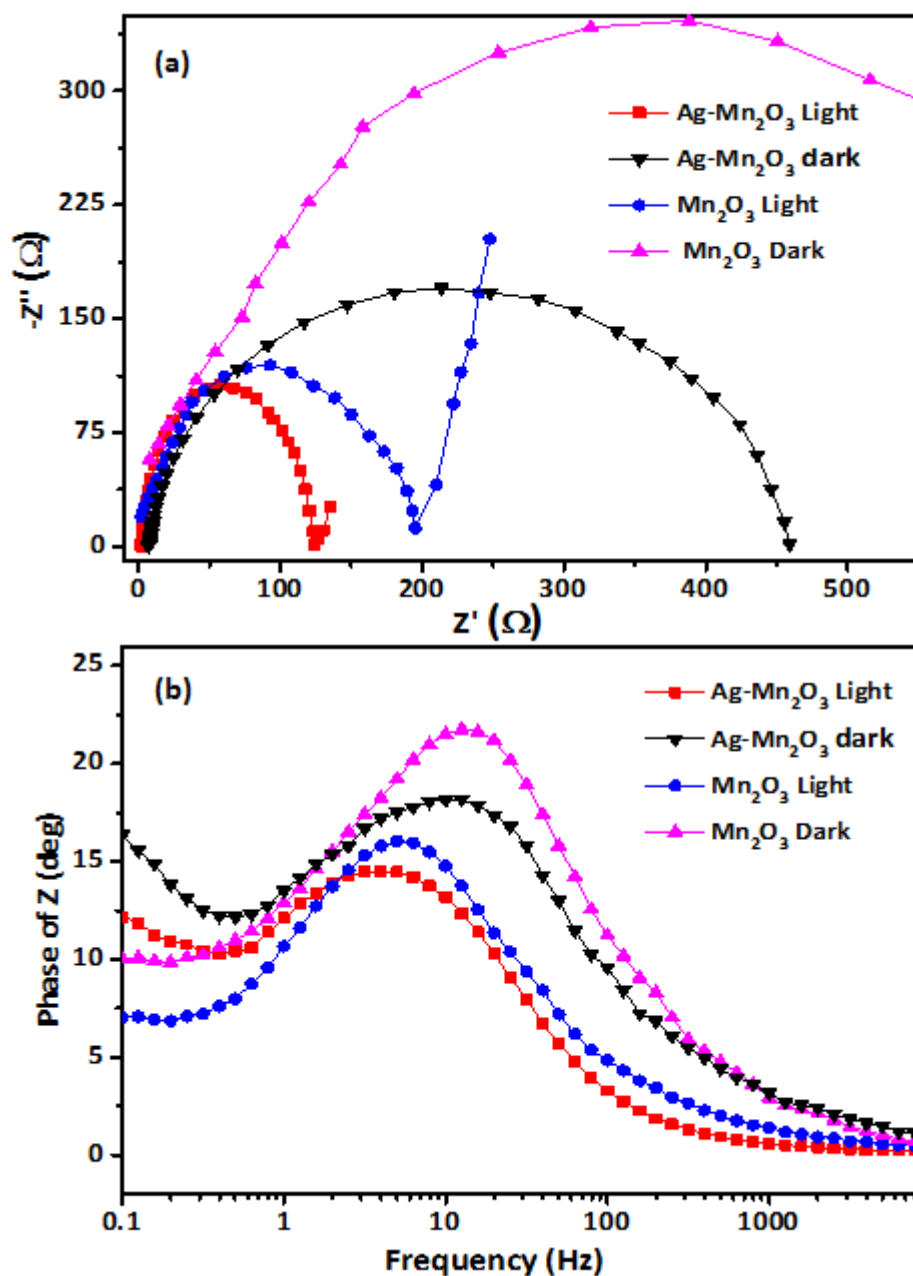 (a)
Ag-Mn₂O₃ Light
Ag-Mn₂O₃ dark
Mn₂O₃ Light
Mn₂O₃ Dark
300
225
150
75
0
-Z'' (Ω)
0 100 200 300 400 500
Z' (Ω)
(b)
Ag-Mn₂O₃ Light
Ag-Mn₂O₃ dark
Mn₂O₃ Light
Mn₂O₃ Dark
25
20
15
10
5
0
Phase of Z (deg)
0.1 1 10 100 1000
Frequency (Hz)